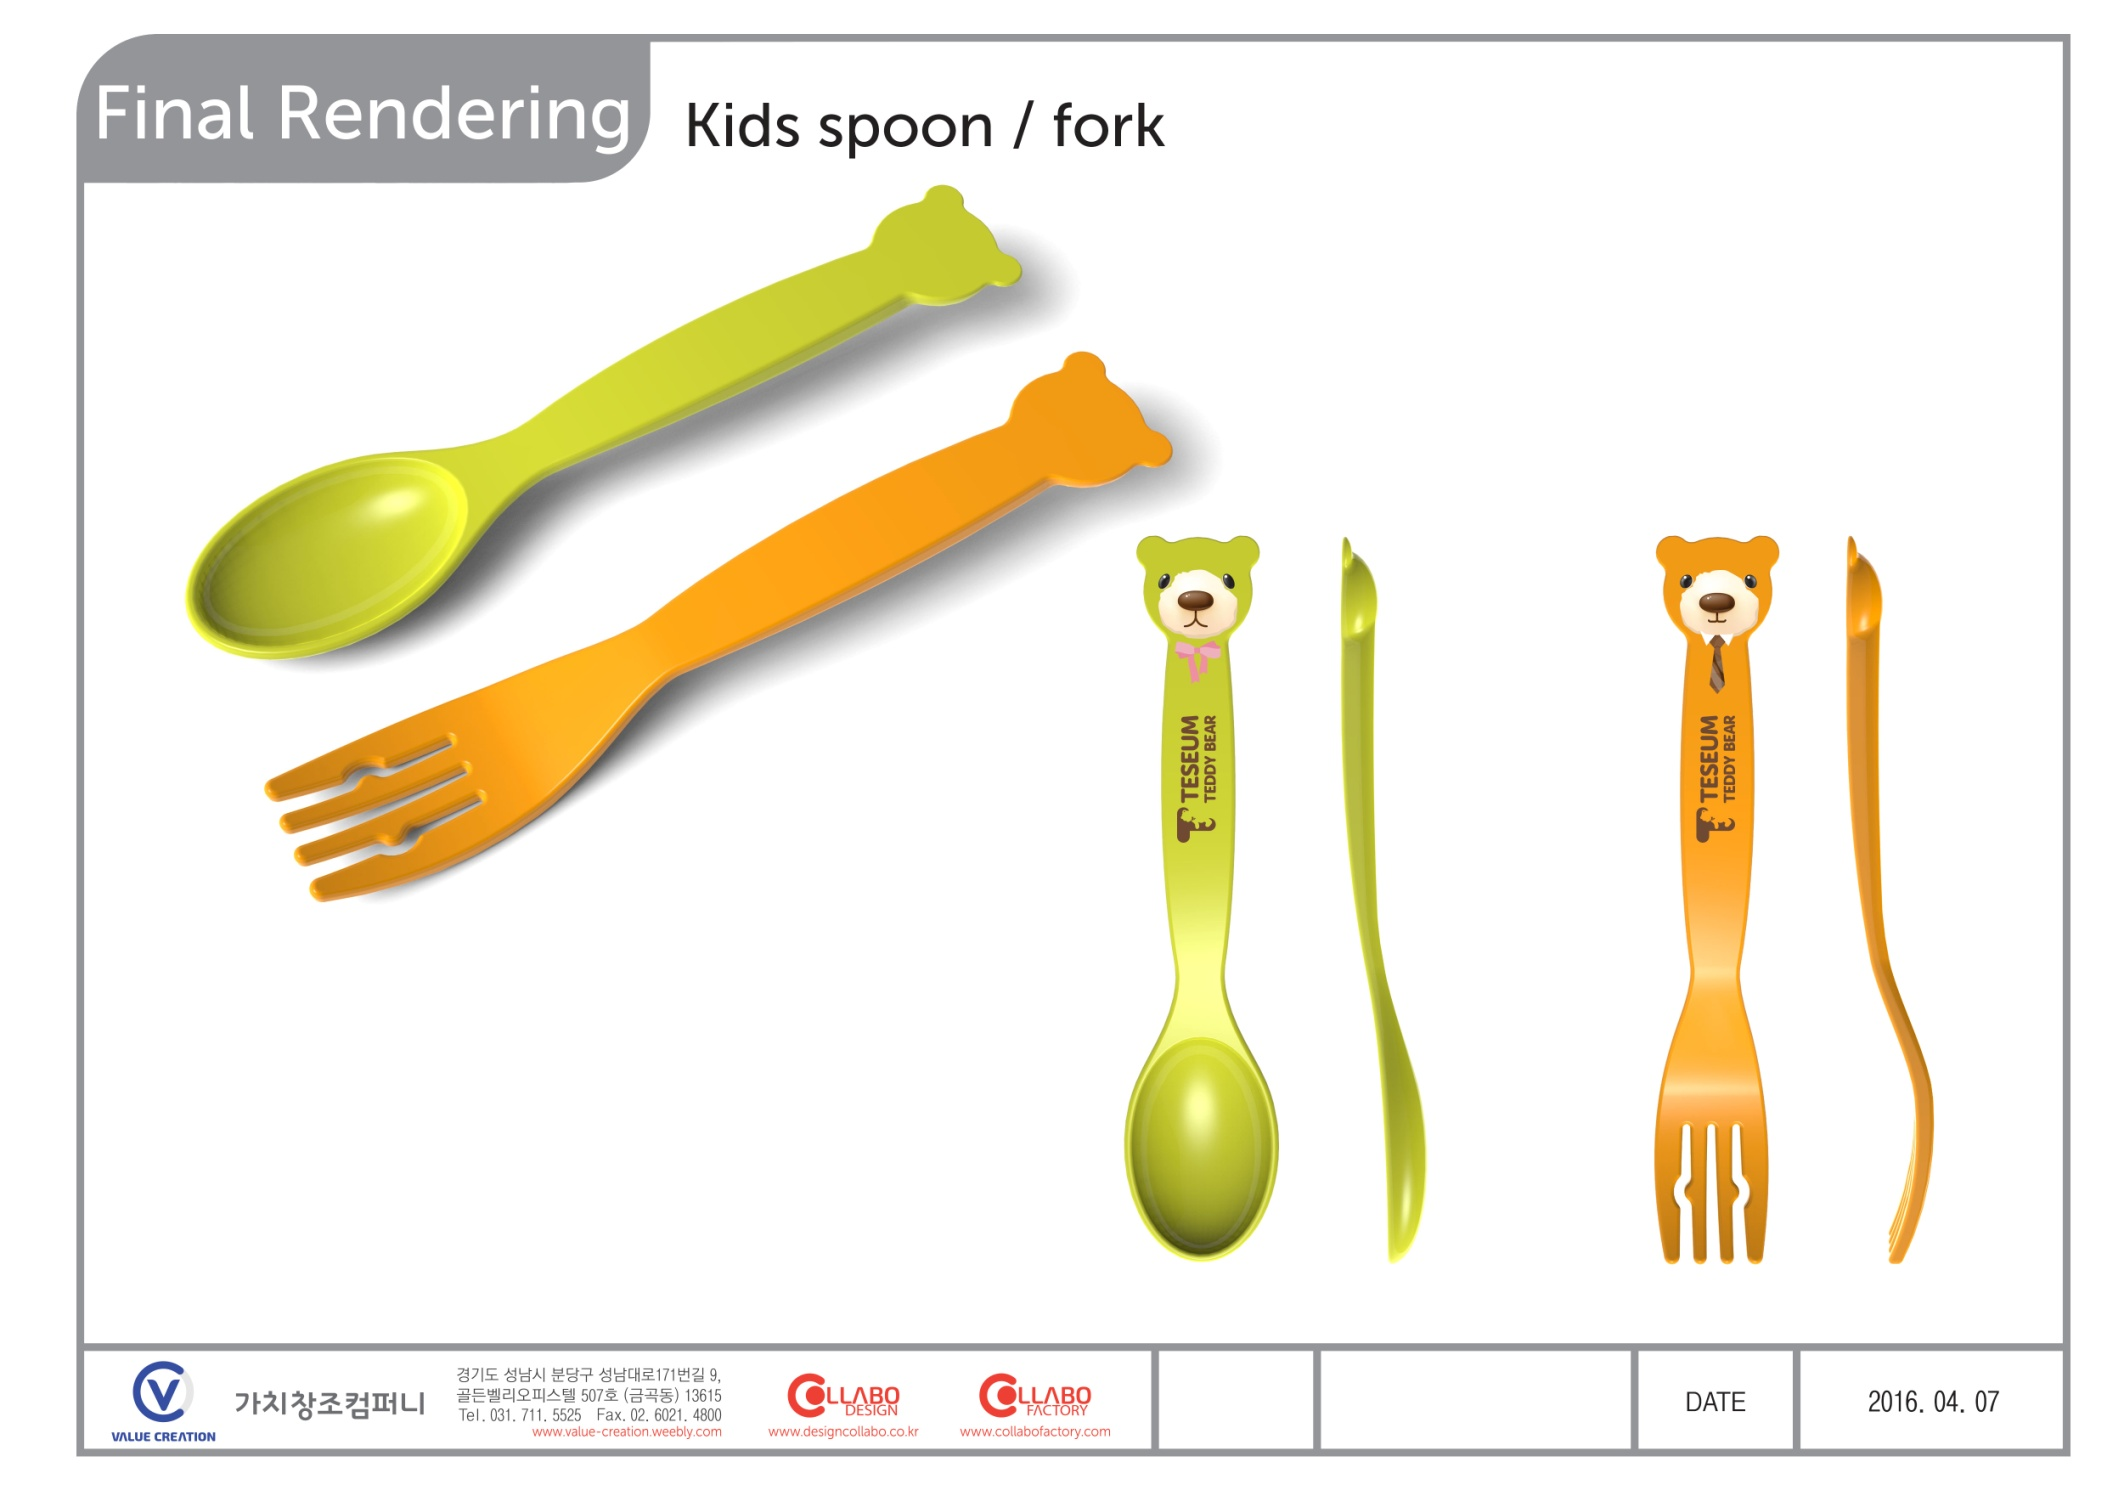 Final Rendering
Kids spoon / fork
TESEUM
TEDDY BEAR
TESEUM
TEDDY BEAR
VALUE CREATION
가치창조컴퍼니
경기도 성남시 분당구 성남대로171번길 9,
골든벨리오피스텔 507호 (금곡동) 13615
Tel. 031. 711. 5525 Fax. 02. 6021. 4800
www.value-creation.weebly.com
COLLABO
DESIGN
www.designcollabo.co.kr
COLLABO
FACTORY
www.collabofactory.com
DATE
2016. 04. 07